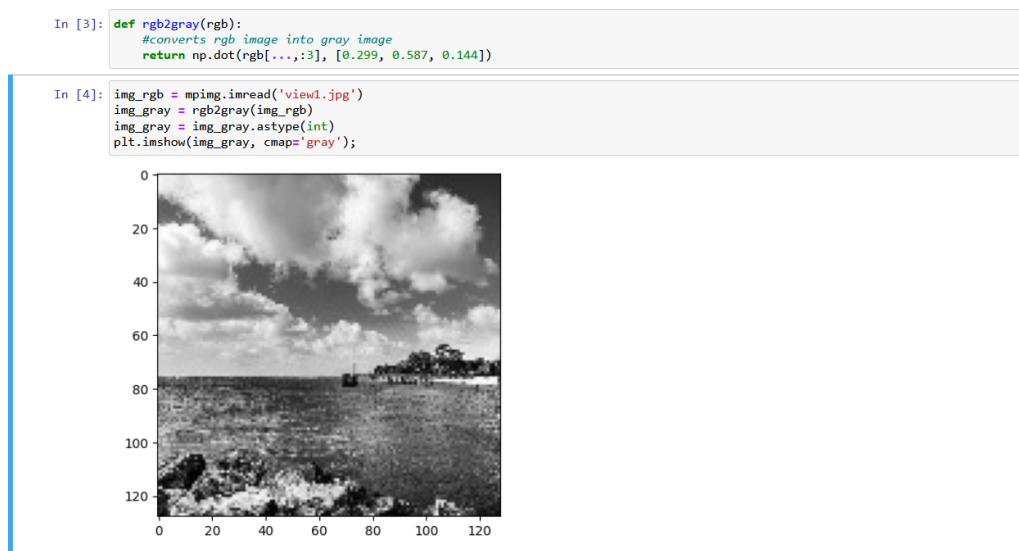 In [3]: def rgb2gray(rgb):
#converts rgb image into gray image
return np.dot(rgb[...,:3], [0.299, 0.587, 0.144])
In [4]: img_rgb = mpimg.imread('view1.jpg')
img_gray = rgb2gray(img_rgb)
img_gray = img_gray.astype(int)
plt.imshow(img_gray, cmap='gray');
0
20
40
60
80
100
120
0 20 40 60 80 100 120